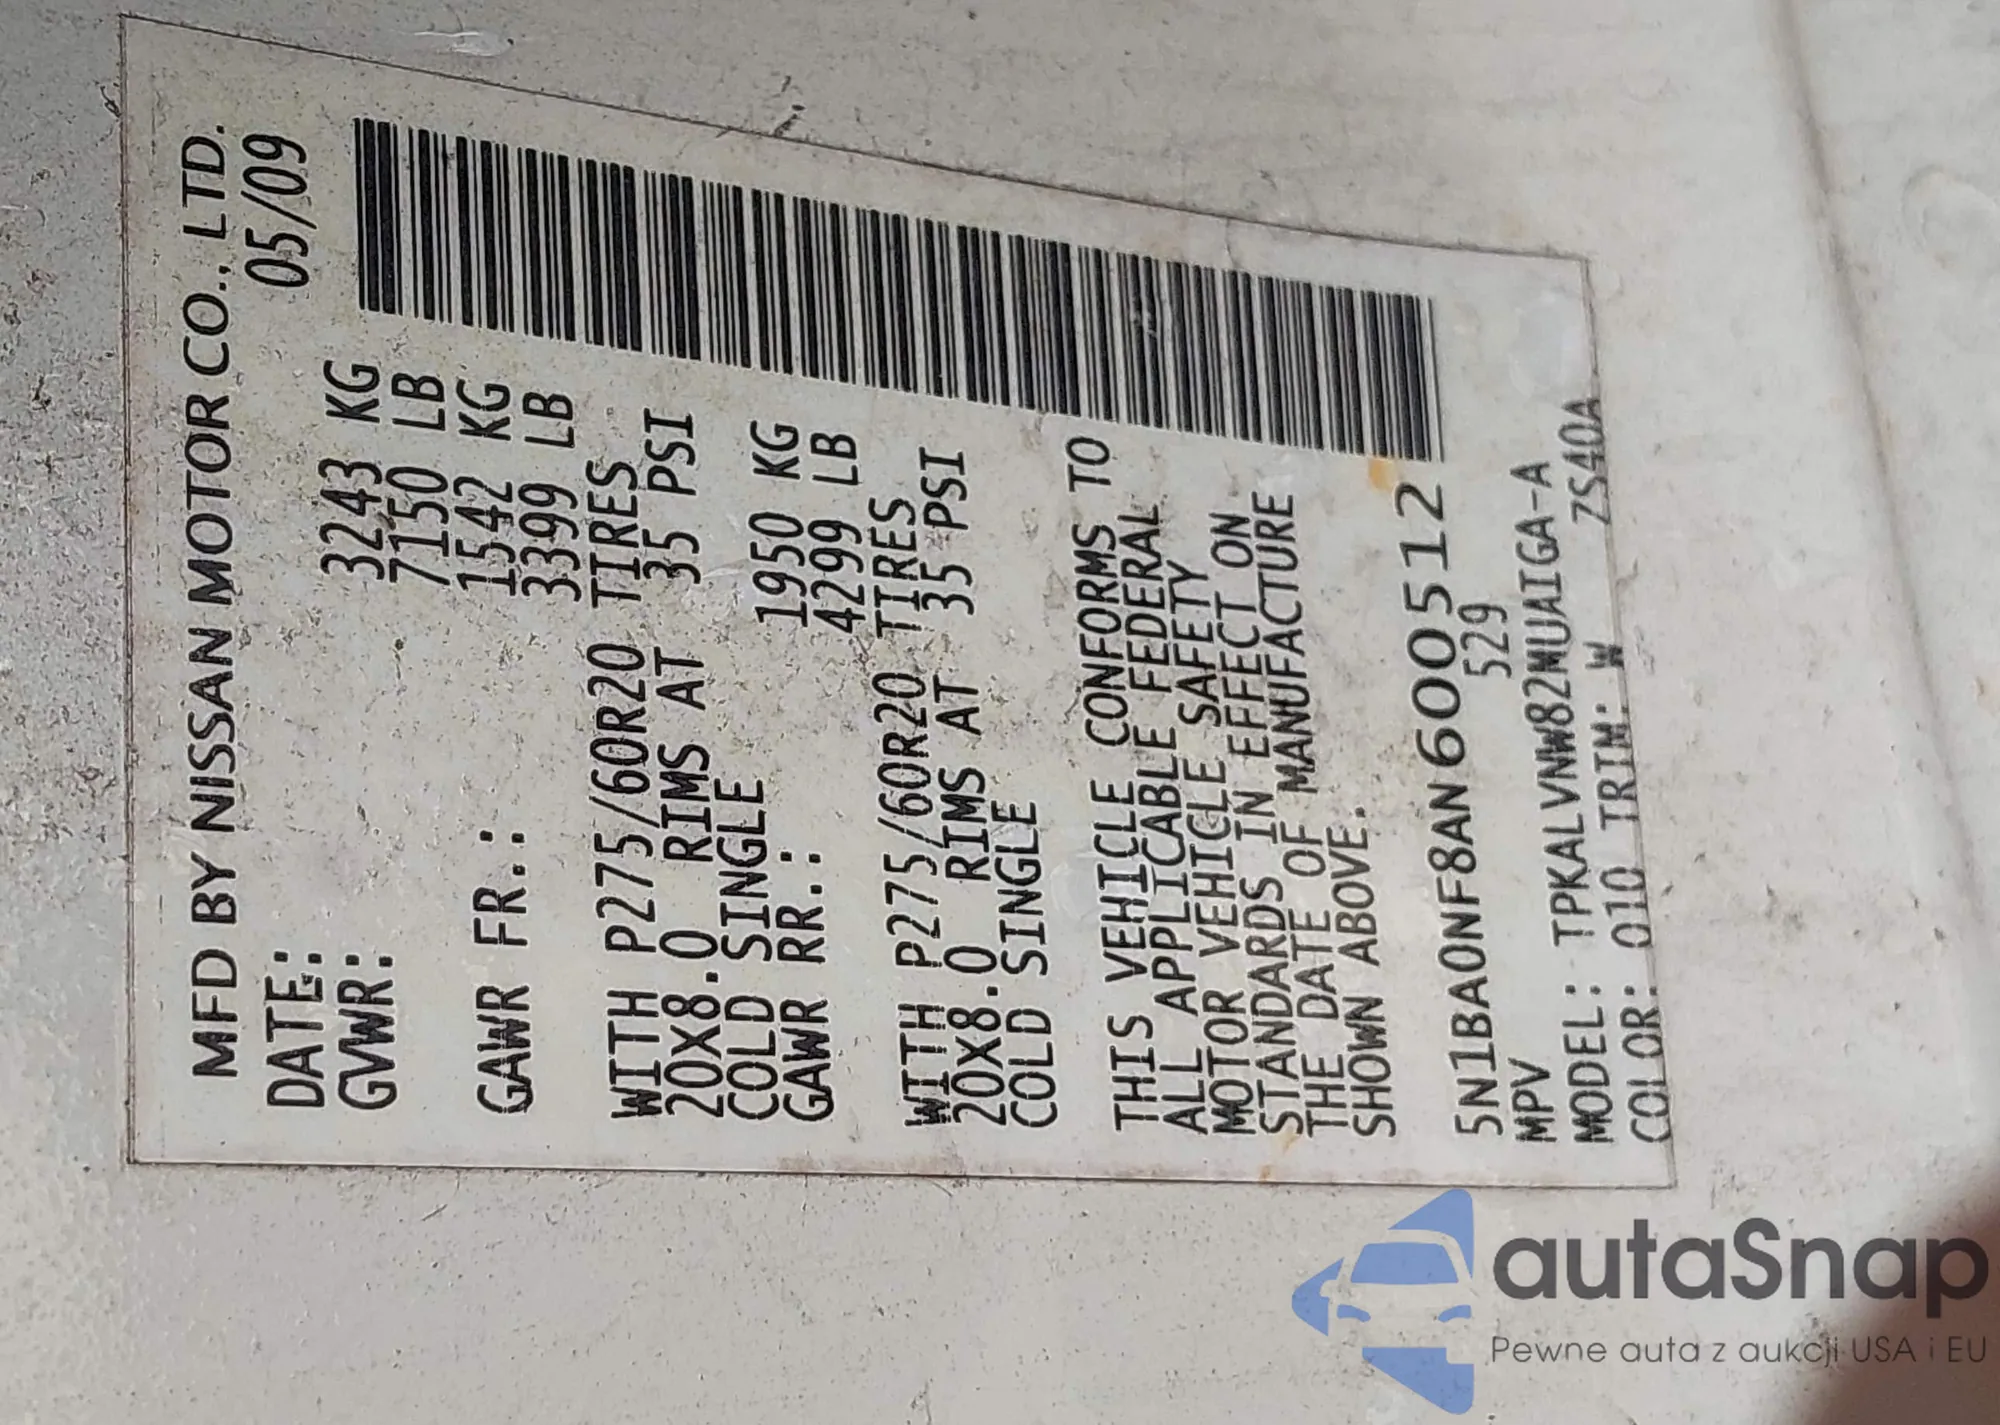 MFD BY NISSAN MOTOR CO., LTD.
DATE: 05/09
GVWR: 3243 KG
7150 LB
GAWR FR.: 1542 KG
3399 LB
WITH P275/60R20 TIRES
20X8.0 RIMS AT 35 PSI
COLD SINGLE
GAWR RR.: 1950 KG
4299 LB
WITH P275/60R20 TIRES
20X8.0 RIMS AT 35 PSI
COLD SINGLE
THIS VEHICLE CONFORMS TO
ALL APPLICABLE FEDERAL
MOTOR VEHICLE SAFETY
STANDARDS IN EFFECT ON
THE DATE OF MANUFACTURE
SHOWN ABOVE.
5N1BA0NF8AN600512
MPV 529
MODEL: TPKALVNW82MUAIGA-A
COLOR: 010 TRIM: W ZS40A
autaSnap
Pewne auta z aukcji USA i EU